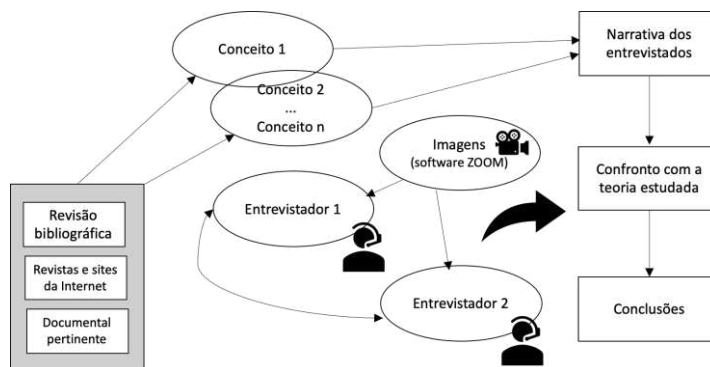 Conceito 1
Conceito 2
...
Conceito n
Narrativa dos
entrevistados
Imagens
(software ZOOM)
Confronto com a
teoria estudada
Revisão
bibliográfica
Revistas e sites
da Internet
Documental
pertinente
Entrevistador 1
Entrevistador 2
Conclusões